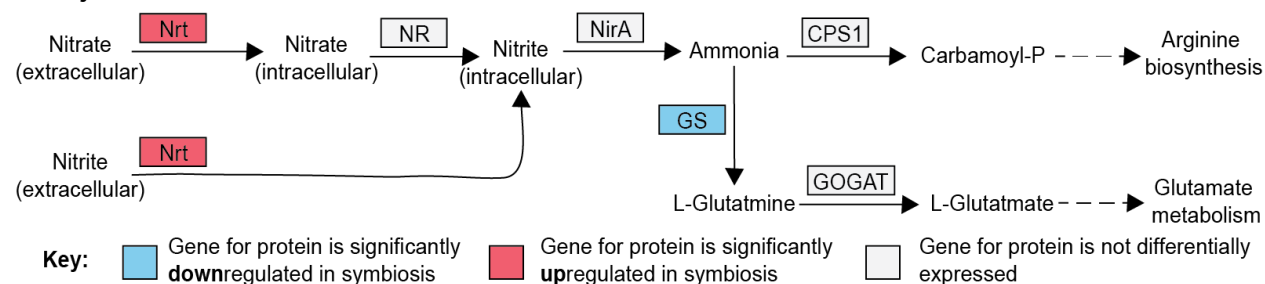 Nrt
NR
NirA
CPS1
Nitrate
(extracellular)
Nitrate
(intracellular)
Nitrite
(intracellular)
Ammonia
Carbamoyl-P
Arginine
biosynthesis
GS
Nrt
Nitrite
(extracellular)
GOGAT
L-Glutatmine
L-Glutatmate
Glutamate
metabolism
Key:
Gene for protein is significantly
downregulated in symbiosis
Gene for protein is significantly
upregulated in symbiosis
Gene for protein is not differentially
expressed